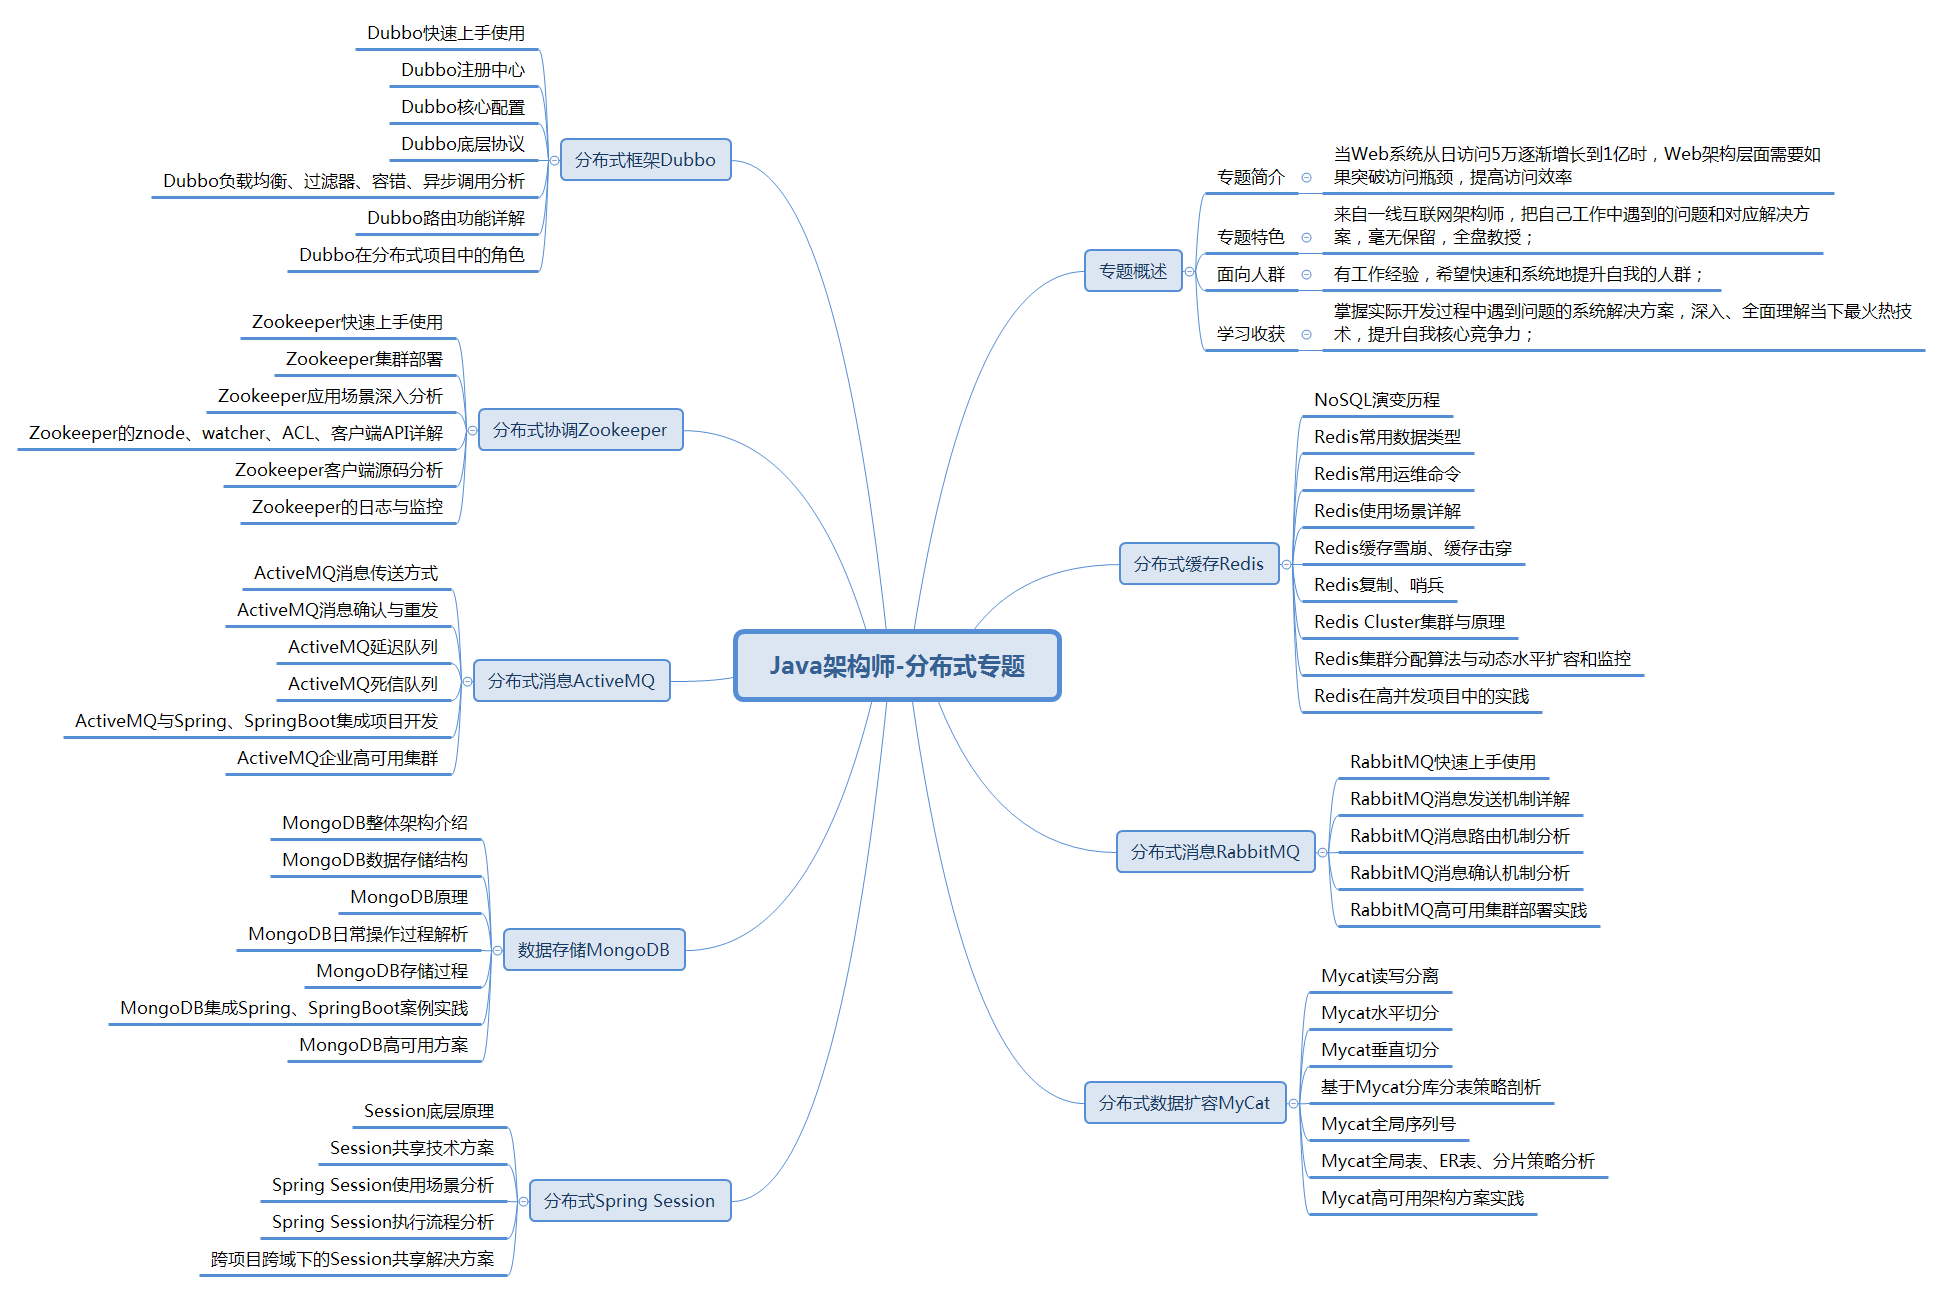 Java架构师-分布式专题
专题概述
专题简介
当Web系统从日访问5万逐渐增长到1亿时，Web架构层面需要如
果突破访问瓶颈，提高访问效率
专题特色
来自一线互联网架构师，把自己工作中遇到的问题和对应解决方
案，毫无保留，全盘教授；
面向人群
有工作经验，希望快速和系统地提升自我的人群；
学习收获
掌握实际开发过程中遇到问题的系统解决方案，深入、全面理解当下最火热技
术，提升自我核心竞争力；
分布式缓存Redis
NoSQL演变历程
Redis常用数据类型
Redis常用运维命令
Redis使用场景详解
Redis缓存雪崩、缓存击穿
Redis复制、哨兵
Redis Cluster集群与原理
Redis集群分配算法与动态水平扩容和监控
Redis在高并发项目中的实践
分布式消息RabbitMQ
RabbitMQ快速上手使用
RabbitMQ消息发送机制详解
RabbitMQ消息路由机制分析
RabbitMQ消息确认机制分析
RabbitMQ高可用集群部署实践
分布式数据扩容MyCat
Mycat读写分离
Mycat水平切分
Mycat垂直切分
基于Mycat分库分表策略剖析
Mycat全局序列号
Mycat全局表、ER表、分片策略分析
Mycat高可用架构方案实践
分布式框架Dubbo
Dubbo快速上手使用
Dubbo注册中心
Dubbo核心配置
Dubbo底层协议
Dubbo负载均衡、过滤器、容错、异步调用分析
Dubbo路由功能详解
Dubbo在分布式项目中的角色
分布式协调Zookeeper
Zookeeper快速上手使用
Zookeeper集群部署
Zookeeper应用场景深入分析
Zookeeper的znode、watcher、ACL、客户端API详解
Zookeeper客户端源码分析
Zookeeper的日志与监控
分布式消息ActiveMQ
ActiveMQ消息传送方式
ActiveMQ消息确认与重发
ActiveMQ延迟队列
ActiveMQ死信队列
ActiveMQ与Spring、SpringBoot集成项目开发
ActiveMQ企业高可用集群
数据存储MongoDB
MongoDB整体架构介绍
MongoDB数据存储结构
MongoDB原理
MongoDB日常操作过程解析
MongoDB存储过程
MongoDB集成Spring、SpringBoot案例实践
MongoDB高可用方案
分布式Spring Session
Session底层原理
Session共享技术方案
Spring Session使用场景分析
Spring Session执行流程分析
跨项目跨域下的Session共享解决方案